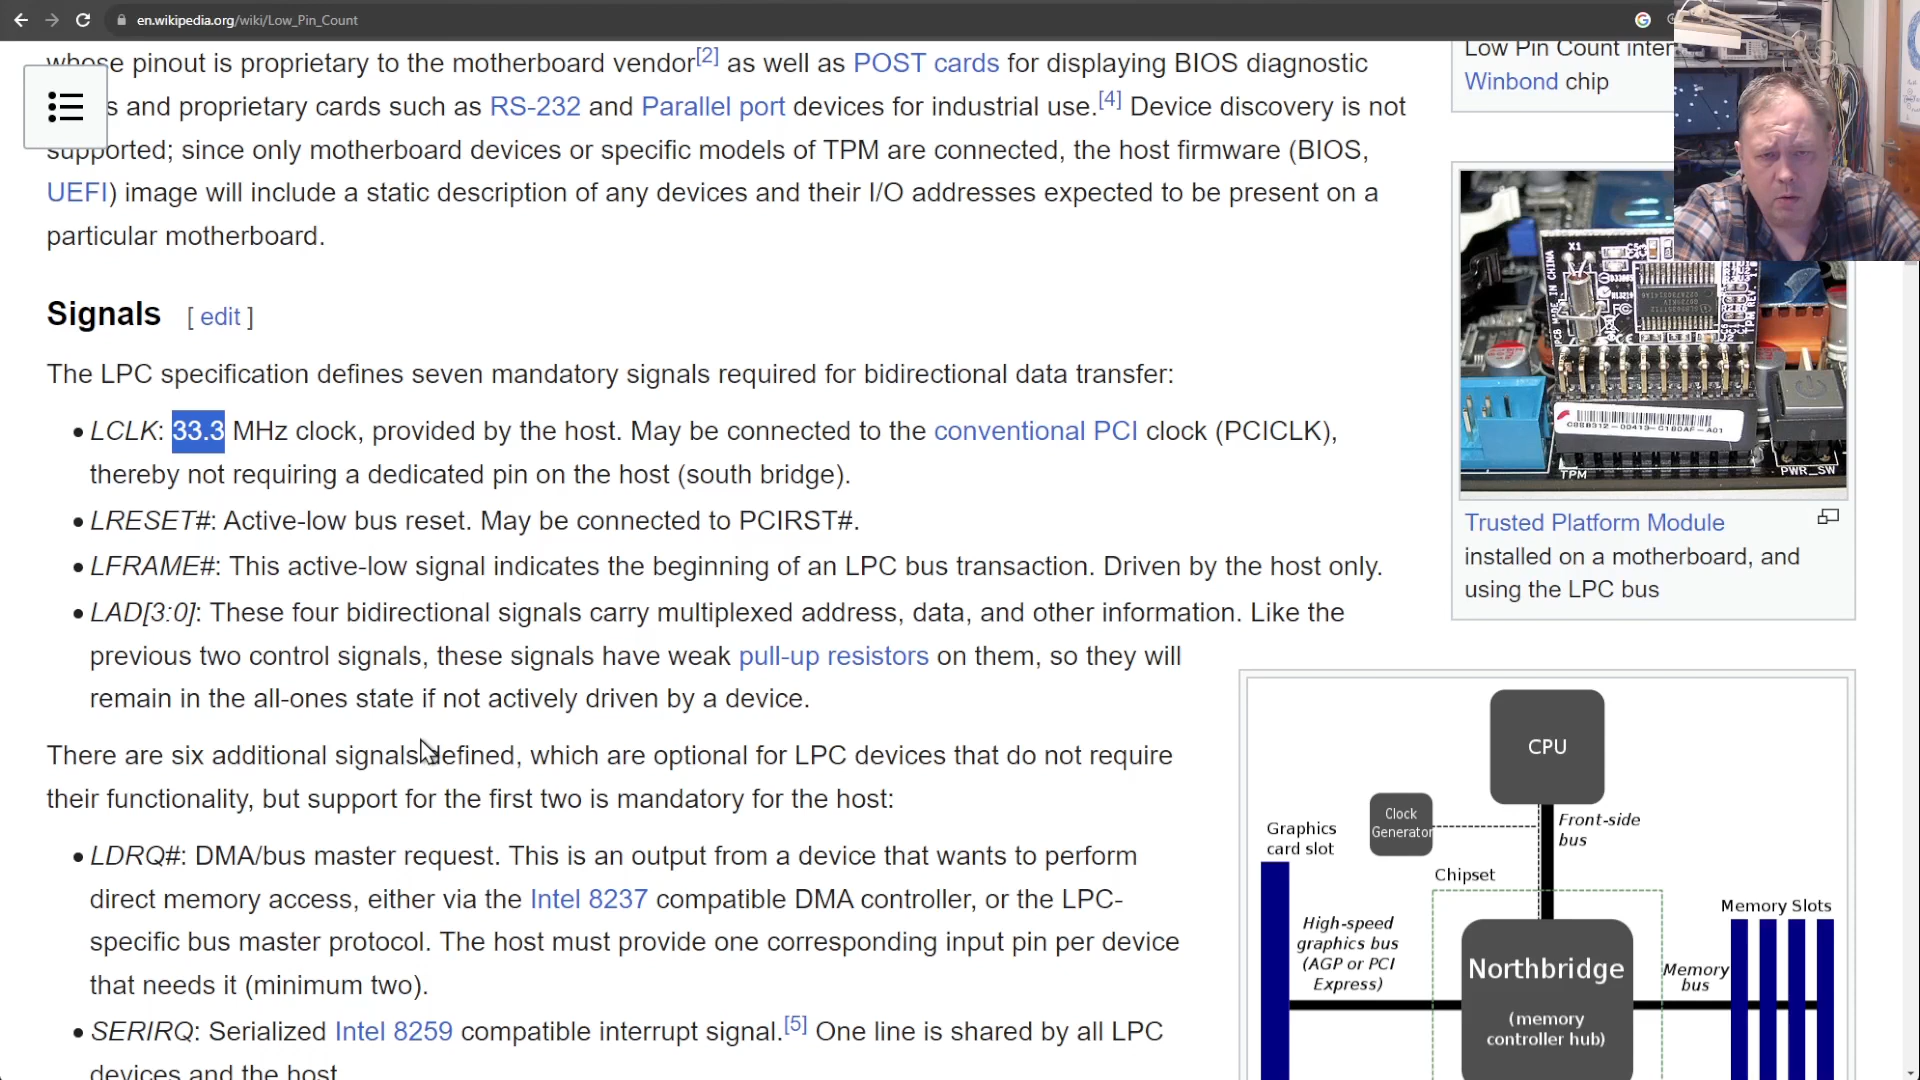 en.wikipedia.org/wiki/Low_Pin_Count
whose pinout is proprietary to the motherboard vendor[2] as well as POST cards for displaying BIOS diagnostic
and proprietary cards such as RS-232 and Parallel port devices for industrial use.[4] Device discovery is not
supported; since only motherboard devices or specific models of TPM are connected, the host firmware (BIOS,
UEFI) image will include a static description of any devices and their I/O addresses expected to be present on a
particular motherboard.
Signals [ edit ]
The LPC specification defines seven mandatory signals required for bidirectional data transfer:
• LCLK: 33.3 MHz clock, provided by the host. May be connected to the conventional PCI clock (PCICLK),
thereby not requiring a dedicated pin on the host (south bridge).
• LRESET#: Active-low bus reset. May be connected to PCIRST#.
• LFRAME#: This active-low signal indicates the beginning of an LPC bus transaction. Driven by the host only.
• LAD[3:0]: These four bidirectional signals carry multiplexed address, data, and other information. Like the
previous two control signals, these signals have weak pull-up resistors on them, so they will
remain in the all-ones state if not actively driven by a device.
There are six additional signals defined, which are optional for LPC devices that do not require
their functionality, but support for the first two is mandatory for the host:
• LDRQ#: DMA/bus master request. This is an output from a device that wants to perform
direct memory access, either via the Intel 8237 compatible DMA controller, or the LPC-
specific bus master protocol. The host must provide one corresponding input pin per device
that needs it (minimum two).
• SERIRQ: Serialized Intel 8259 compatible interrupt signal.[5] One line is shared by all LPC
devices and the host.
Low Pin Count
Winbond chip
X1
MADE IN CHINA
TPM
PWR_SW
Trusted Platform Module
installed on a motherboard, and
using the LPC bus
CPU
Clock
Generator
Front-side
bus
Graphics
card slot
Chipset
Memory Slots
High-speed
graphics bus
(AGP or PCI
Express)
Northbridge
(memory
controller hub)
Memory
bus